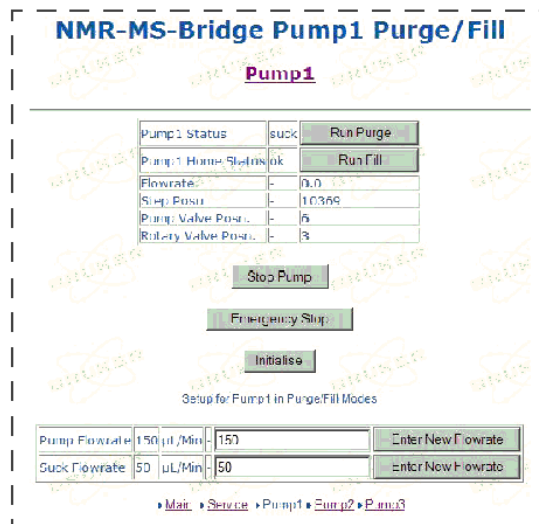 NMR-MS-Bridge Pump1 Purge/Fill
Pump1
Pump1 Status suck Run Purge
Pump1 Home Status ok Run Fill
Flowrate - 0.0
Step Posn. - 10369
Pump Valve Posn. - 6
Rotary Valve Posn. - 3
Stop Pump
Emergency Stop
Initialise
Setup for Pump1 in Purge/Fill Modes
Pump Flowrate 150 µL/Min - 150 Enter New Flowrate
Suck Flowrate 50 µL/Min - 50 Enter New Flowrate
Main Service Pump1 Pump2 Pump3